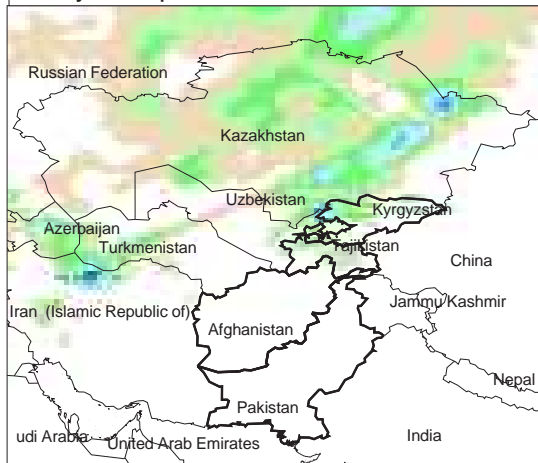 Russian Federation
Kazakhstan
Uzbekistan
Kyrgyzstan
Azerbaijan
Turkmenistan
Tajikistan
China
Iran (Islamic Republic of)
Jammu/Kashmir
Afghanistan
Nepal
Pakistan
udi Arabia
United Arab Emirates
India